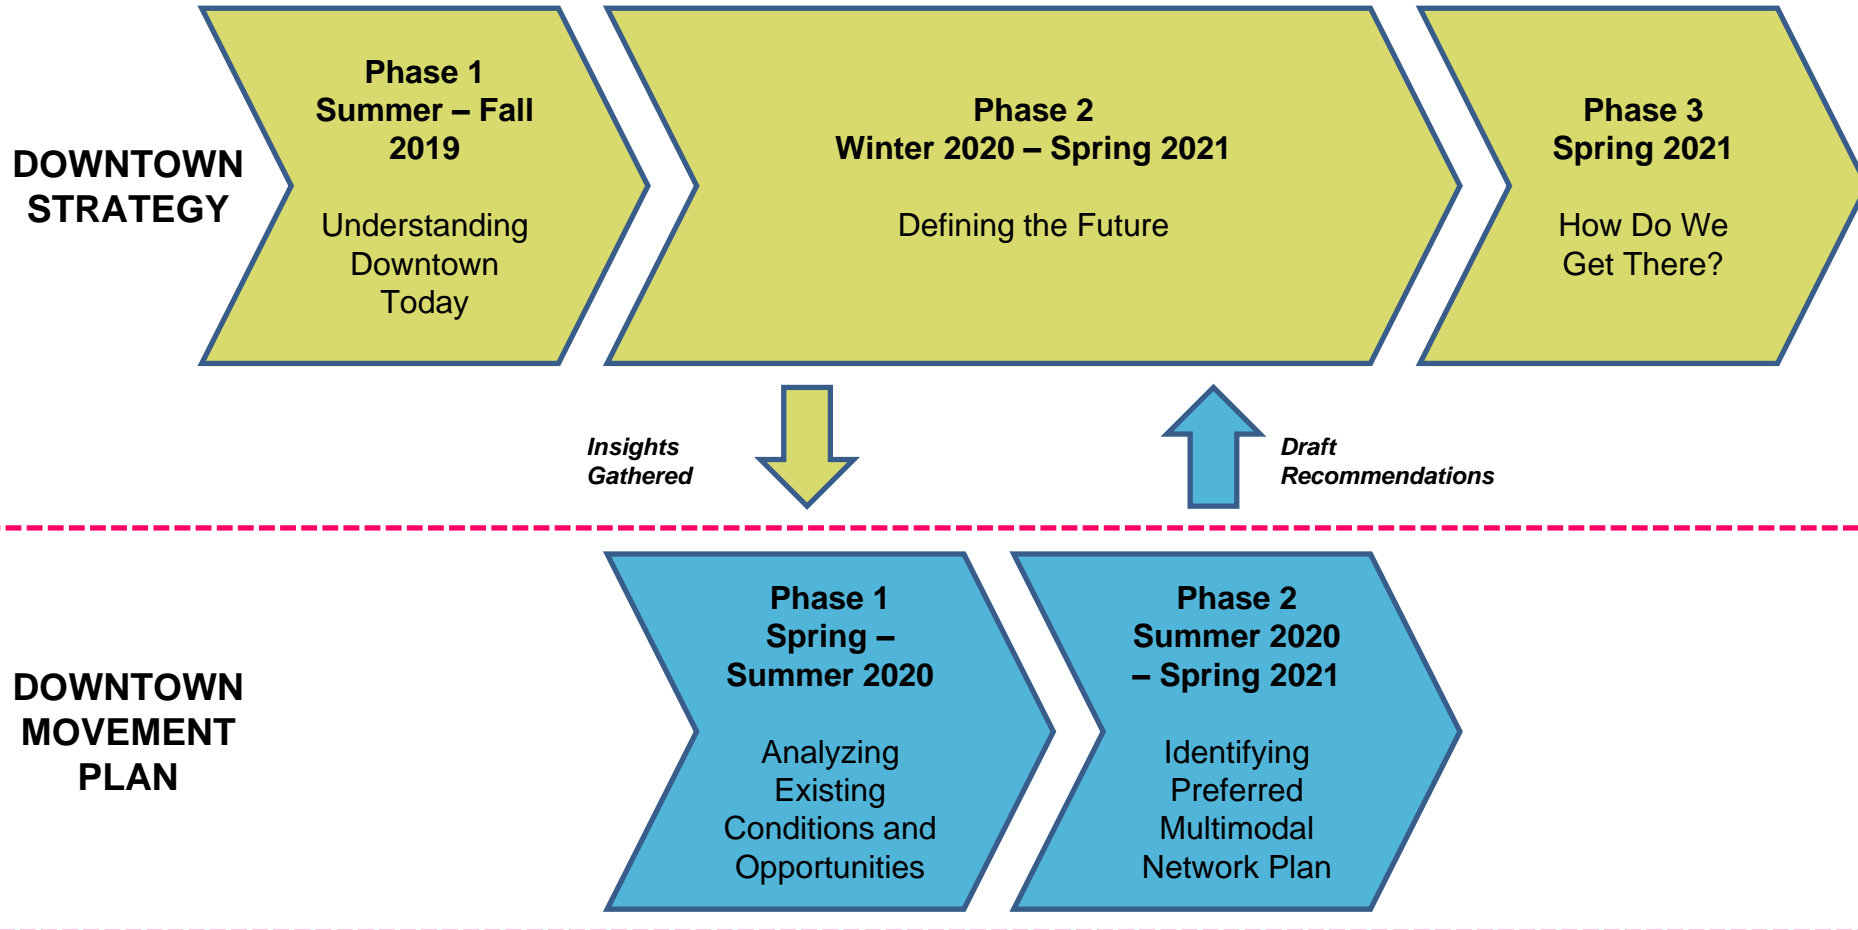 DOWNTOWN
STRATEGY
Phase 1
Summer – Fall
2019
Understanding
Downtown
Today
Phase 2
Winter 2020 – Spring 2021
Defining the Future
Phase 3
Spring 2021
How Do We
Get There?
Insights
Gathered
Draft
Recommendations
DOWNTOWN
MOVEMENT
PLAN
Phase 1
Spring –
Summer 2020
Analyzing
Existing
Conditions and
Opportunities
Phase 2
Summer 2020
– Spring 2021
Identifying
Preferred
Multimodal
Network Plan